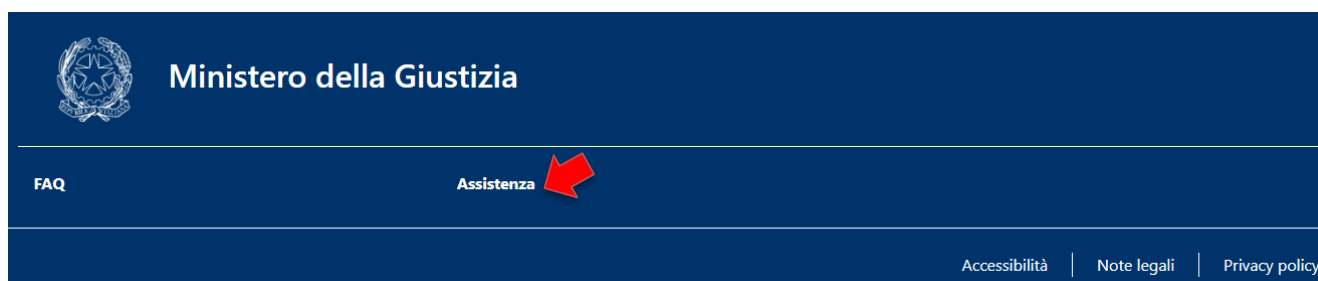 Ministero della Giustizia
FAQ
Assistenza
Accessibilità
Note legali
Privacy policy